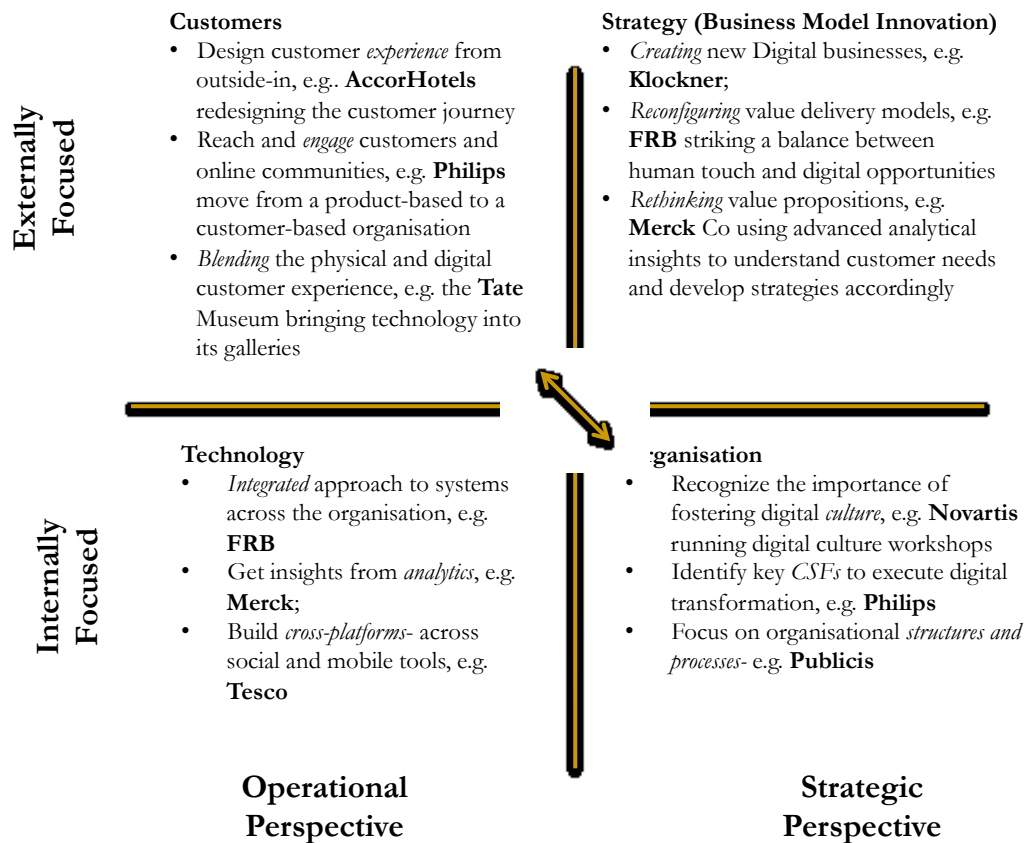 Externally
Focused
Customers
• Design customer experience from
outside-in, e.g.. AccorHotels
redesigning the customer journey
• Reach and engage customers and
online communities, e.g. Philips
move from a product-based to a
customer-based organisation
• Blending the physical and digital
customer experience, e.g. the Tate
Museum bringing technology into
its galleries
Strategy (Business Model Innovation)
• Creating new Digital businesses, e.g.
Klockner;
• Reconfiguring value delivery models, e.g.
FRB striking a balance between
human touch and digital opportunities
• Rethinking value propositions, e.g.
Merck Co using advanced analytical
insights to understand customer needs
and develop strategies accordingly
Internally
Focused
Technology
• Integrated approach to systems
across the organisation, e.g.
FRB
• Get insights from analytics, e.g.
Merck;
• Build cross-platforms- across
social and mobile tools, e.g.
Tesco
rganisation
• Recognize the importance of
fostering digital culture, e.g. Novartis
running digital culture workshops
• Identify key CSFs to execute digital
transformation, e.g. Philips
• Focus on organisational structures and
processes- e.g. Publicis
Operational
Perspective
Strategic
Perspective